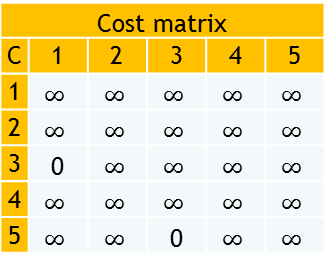 Cost matrix
C 1 2 3 4 5
1 ∞ ∞ ∞ ∞ ∞
2 ∞ ∞ ∞ ∞ ∞
3 0 ∞ ∞ ∞ ∞
4 ∞ ∞ ∞ ∞ ∞
5 ∞ ∞ 0 ∞ ∞